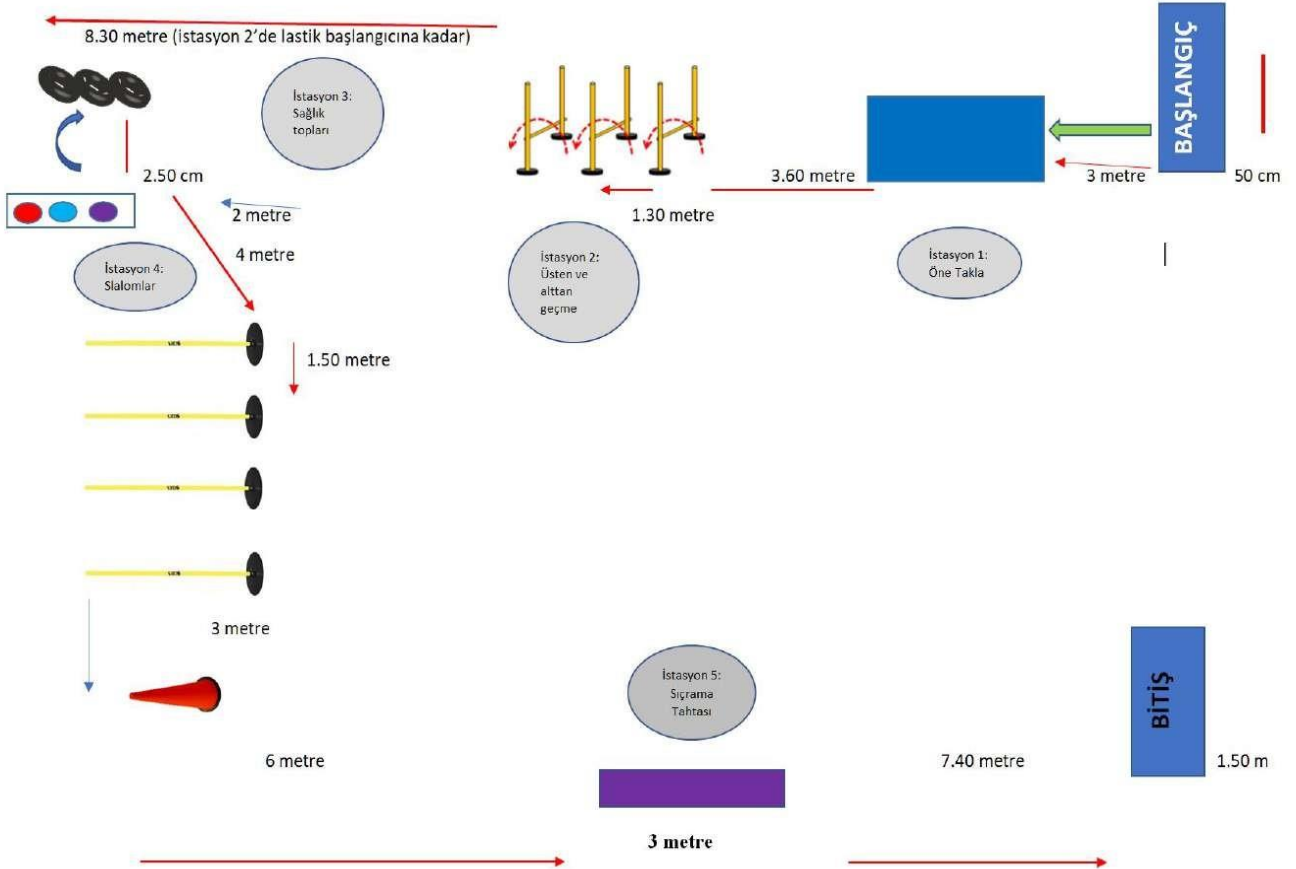 8.30 metre (istasyon 2'de lastik başlangıcına kadar)
BAŞLANGIÇ
İstasyon 3:
Sağlık
topları
2.50 cm
3.60 metre
3 metre
50 cm
2 metre
1.30 metre
4 metre
İstasyon 4:
Slalomlar
İstasyon 2:
Üsten ve
alttan
geçme
İstasyon 1:
Öne Takla
1.50 metre
3 metre
İstasyon 5:
Sıçrama
Tahtası
BİTİŞ
6 metre
7.40 metre
1.50 m
3 metre